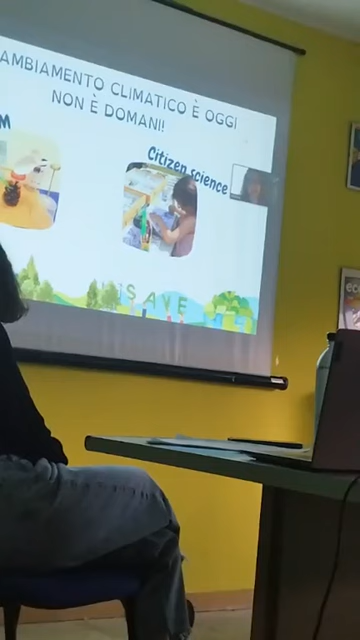 AMBIAMENTO CLIMATICO È OGGI
NON È DOMANI!
M
Citizen science
SAVE